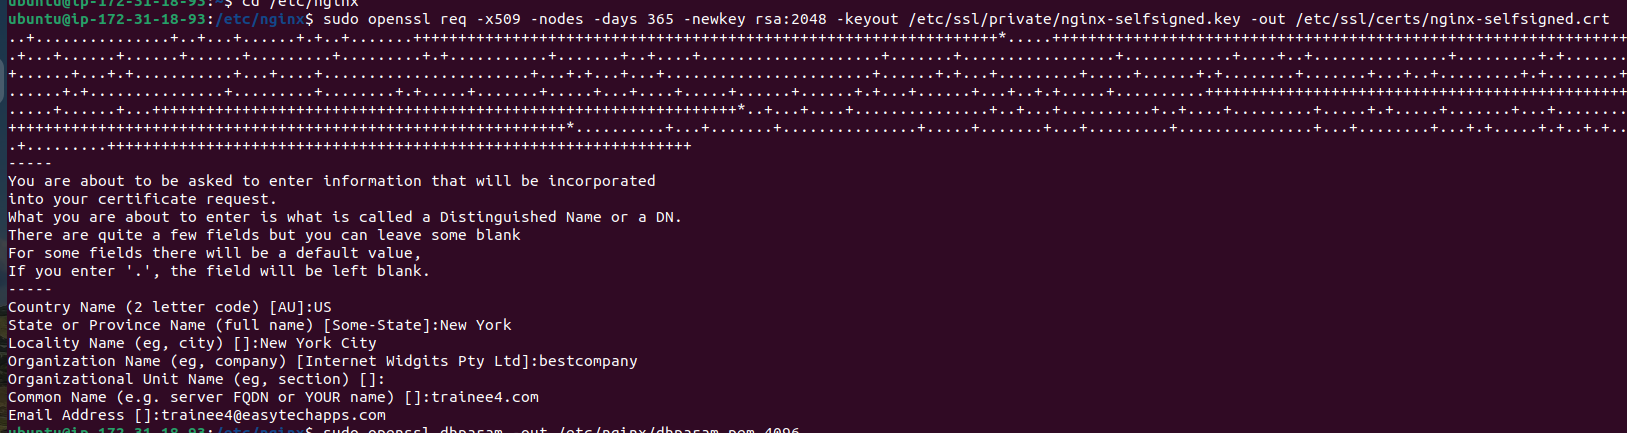 ubuntu@ip-172-31-18-93:~$ cd /etc/nginx
ubuntu@ip-172-31-18-93:/etc/nginx$ sudo openssl req -x509 -nodes -days 365 -newkey rsa:2048 -keyout /etc/ssl/private/nginx-selfsigned.key -out /etc/ssl/certs/nginx-selfsigned.crt
-----
You are about to be asked to enter information that will be incorporated
into your certificate request.
What you are about to enter is what is called a Distinguished Name or a DN.
There are quite a few fields but you can leave some blank
For some fields there will be a default value,
If you enter '.', the field will be left blank.
-----
Country Name (2 letter code) [AU]:US
State or Province Name (full name) [Some-State]:New York
Locality Name (eg, city) []:New York City
Organization Name (eg, company) [Internet Widgits Pty Ltd]:bestcompany
Organizational Unit Name (eg, section) []:
Common Name (e.g. server FQDN or YOUR name) []:trainee4.com
Email Address []:trainee4@easytechapps.com
ubuntu@ip-172-31-18-93:/etc/nginx$ sudo openssl dhparam -out /etc/nginx/dhparam.pem 4096